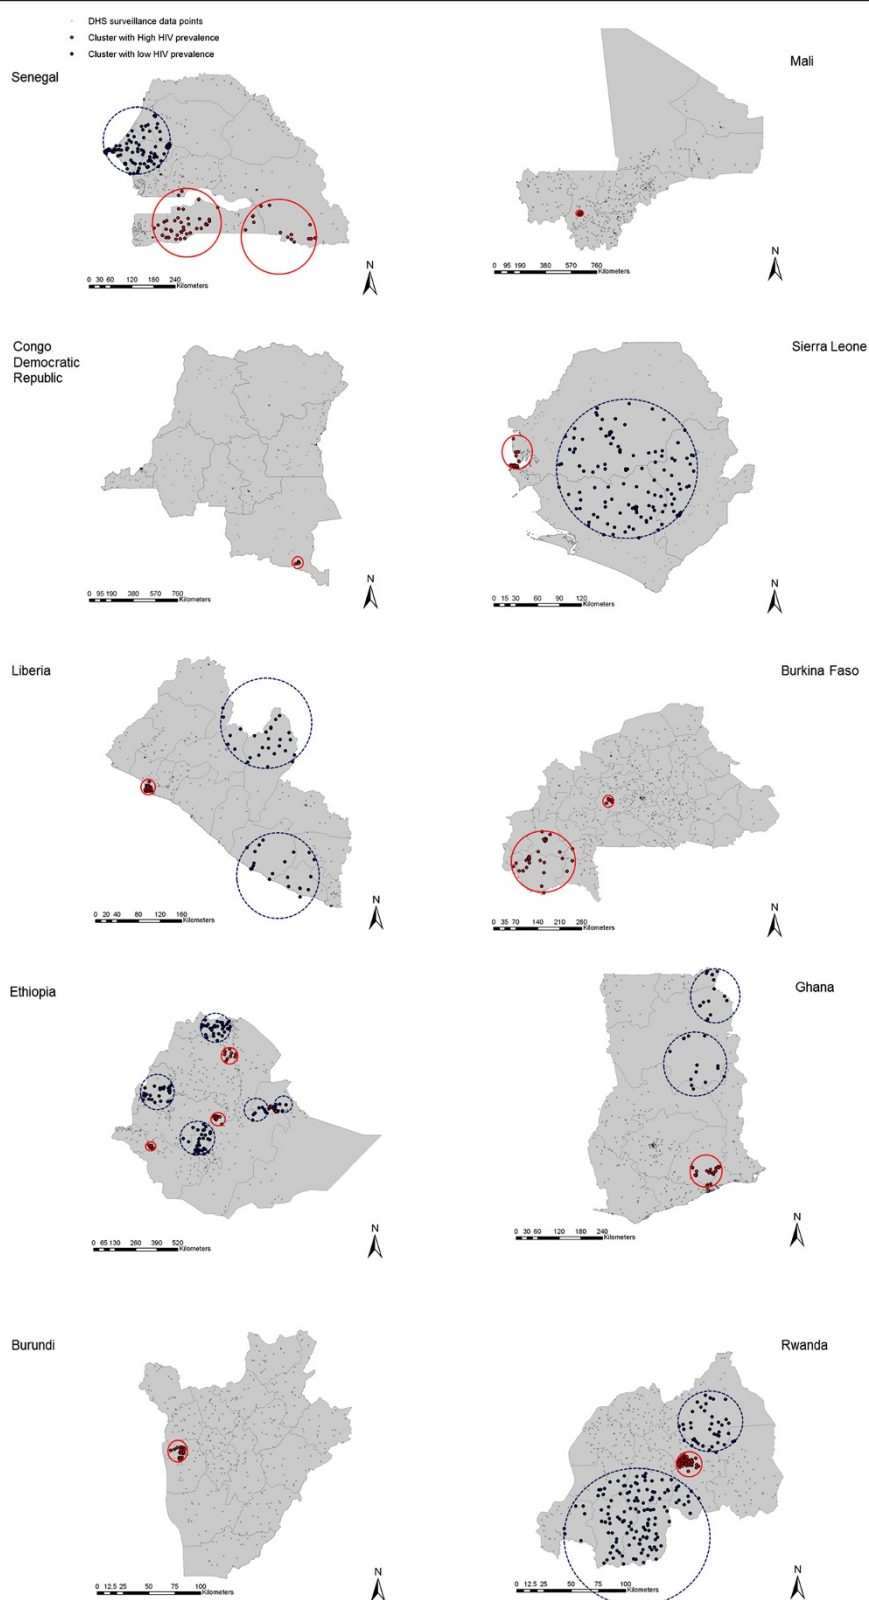 DHS surveillance data points
Cluster with High HIV prevalence
Cluster with low HIV prevalence
Senegal
Mali
N
0 30 60 120 180 240 Kilometers
N
0 95 190 380 570 760 Kilometers
Congo
Democratic
Republic
Sierra Leone
N
0 95 190 380 570 760 Kilometers
N
0 15 30 60 90 120 Kilometers
Liberia
Burkina Faso
N
0 20 40 80 120 160 Kilometers
N
0 35 70 140 210 280 Kilometers
Ethiopia
Ghana
N
0 65 130 260 390 520 Kilometers
N
0 30 60 120 180 240 Kilometers
Burundi
Rwanda
N
0 12.5 25 50 75 100 Kilometers
N
0 12.5 25 50 75 100 Kilometers